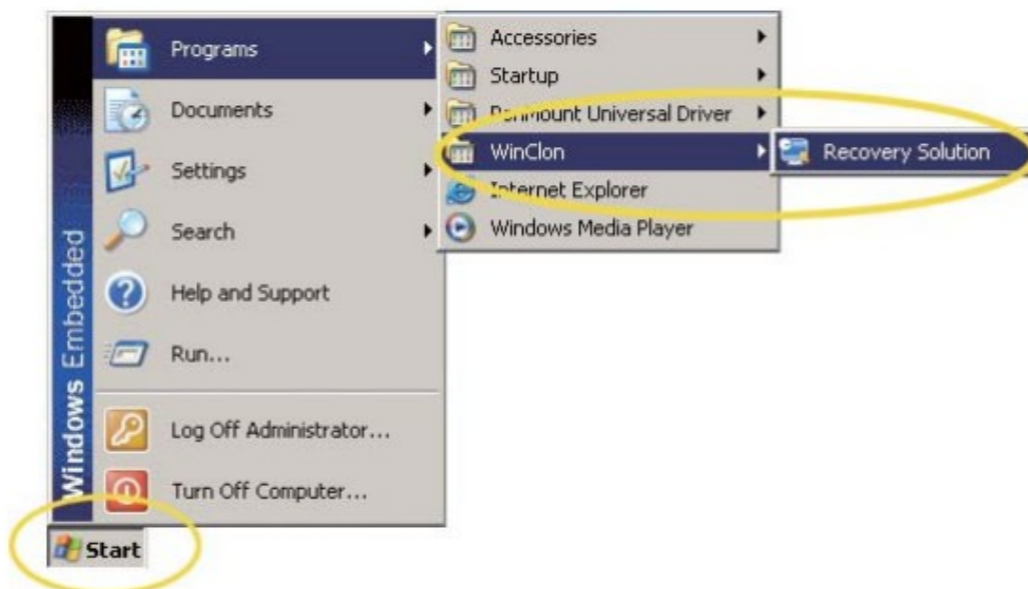 Programs
Documents
Settings
Search
Help and Support
Run...
Log Off Administrator...
Turn Off Computer...
Windows Embedded
Start
Accessories
Startup
PenMount Universal Driver
WinClon
Internet Explorer
Windows Media Player
Recovery Solution